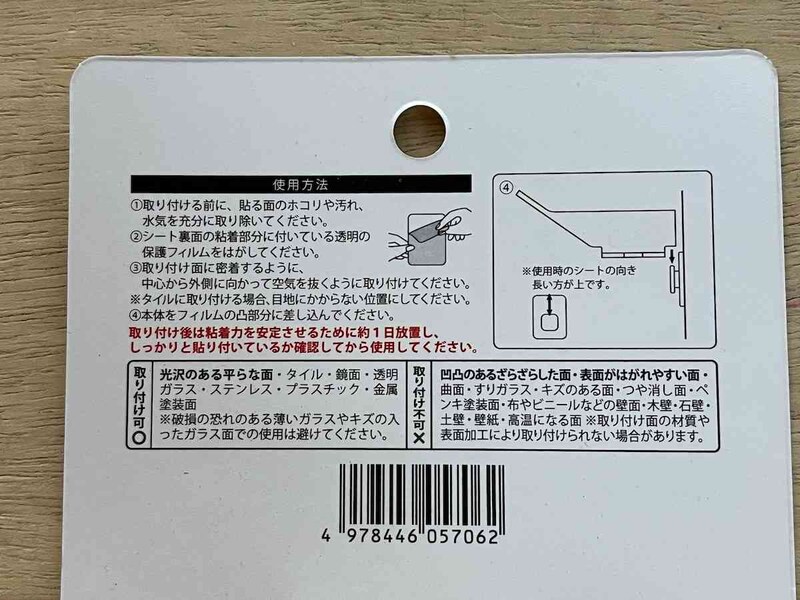 使用方法
①取り付ける前に、貼る面のホコリや汚れ、
水気を充分に取り除いてください。
②シート裏面の粘着部分に付いている透明の
保護フィルムをはがしてください。
③取り付け面に密着するように、
中心から外側に向かって空気を抜くように取り付けてください。
※タイルに取り付ける場合、目地にかからない位置にしてください。
④本体をフィルムの凸部分に差し込んでください。
取り付け後は粘着力を安定させるために約1日放置し、
しっかりと貼り付いているか確認してから使用してください。
④
※使用時のシートの向き
長い方が上です。
取り付け可○
光沢のある平らな面・タイル・鏡面・透明
ガラス・ステンレス・プラスチック・金属
塗装面
※破損の恐れのある薄いガラスやキズの入
ったガラス面での使用は避けてください。
取り付け不可×
凹凸のあるざらざらした面・表面がはがれやすい面・
曲面・すりガラス・キズのある面・つや消し面・ペ
ンキ塗装面・布やビニールなどの壁面・木壁・石壁・
土壁・壁紙・高温になる面 ※取り付け面の材質や
表面加工により取り付けられない場合があります。
4 978446 057062